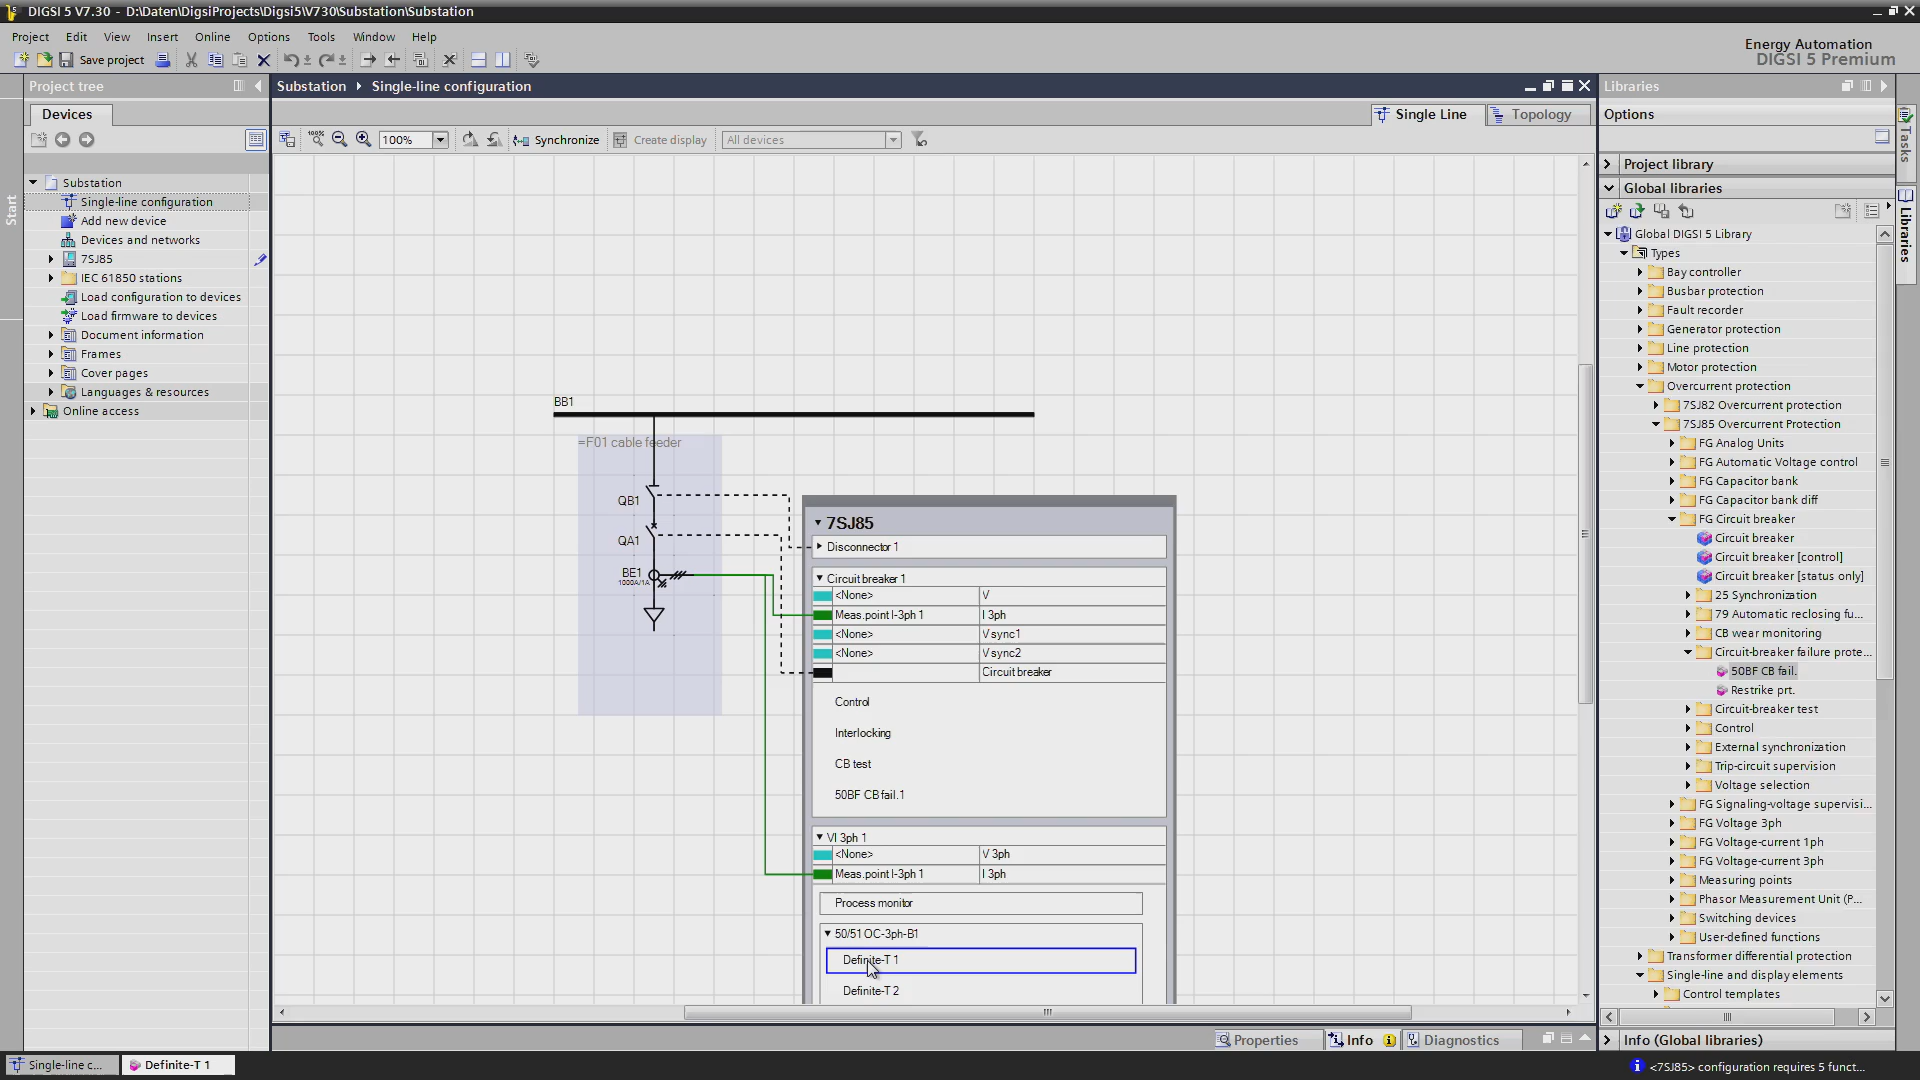 DIGSI 5 V7.30 - D:\Daten\DigsiProjects\Digsi5\V730\Substation\Substation
Project Edit View Insert Online Options Tools Window Help
Save project
Energy Automation
DIGSI 5 Premium
Project tree
Devices
Start
Substation
Single-line configuration
Add new device
Devices and networks
7SJ85
IEC 61850 stations
Load configuration to devices
Load firmware to devices
Document information
Frames
Cover pages
Languages & resources
Online access
Substation Single-line configuration
Single Line
Topology
100%
100%
Synchronize
Create display
All devices
BB1
=F01 cable feeder
QB1
QA1
BE1
1000A/1A
7SJ85
Disconnector 1
Circuit breaker 1
<None> V
Meas.point I-3ph 1 I 3ph
<None> V sync1
<None> V sync2
Circuit breaker
Control
Interlocking
CB test
50BF CB fail.1
VI 3ph 1
<None> V 3ph
Meas.point I-3ph 1 I 3ph
Process monitor
50/51 OC-3ph-B1
Definite-T 1
Definite-T 2
Properties
Info
Diagnostics
Libraries
Options
Project library
Global libraries
Global DIGSI 5 Library
Types
Bay controller
Busbar protection
Fault recorder
Generator protection
Line protection
Motor protection
Overcurrent protection
7SJ82 Overcurrent protection
7SJ85 Overcurrent Protection
FG Analog Units
FG Automatic Voltage control
FG Capacitor bank
FG Capacitor bank diff
FG Circuit breaker
Circuit breaker
Circuit breaker [control]
Circuit breaker [status only]
25 Synchronization
79 Automatic reclosing fu...
CB wear monitoring
Circuit-breaker failure prote...
50BF CB fail.
Restrike prt.
Circuit-breaker test
Control
External synchronization
Trip-circuit supervision
Voltage selection
FG Signaling-voltage supervisi...
FG Voltage 3ph
FG Voltage-current 1ph
FG Voltage-current 3ph
Measuring points
Phasor Measurement Unit (P...
Switching devices
User-defined functions
Transformer differential protection
Single-line and display elements
Control templates
Info (Global libraries)
Tasks
Libraries
Single-line c...
Definite-T 1
<7SJ85> configuration requires 5 funct...